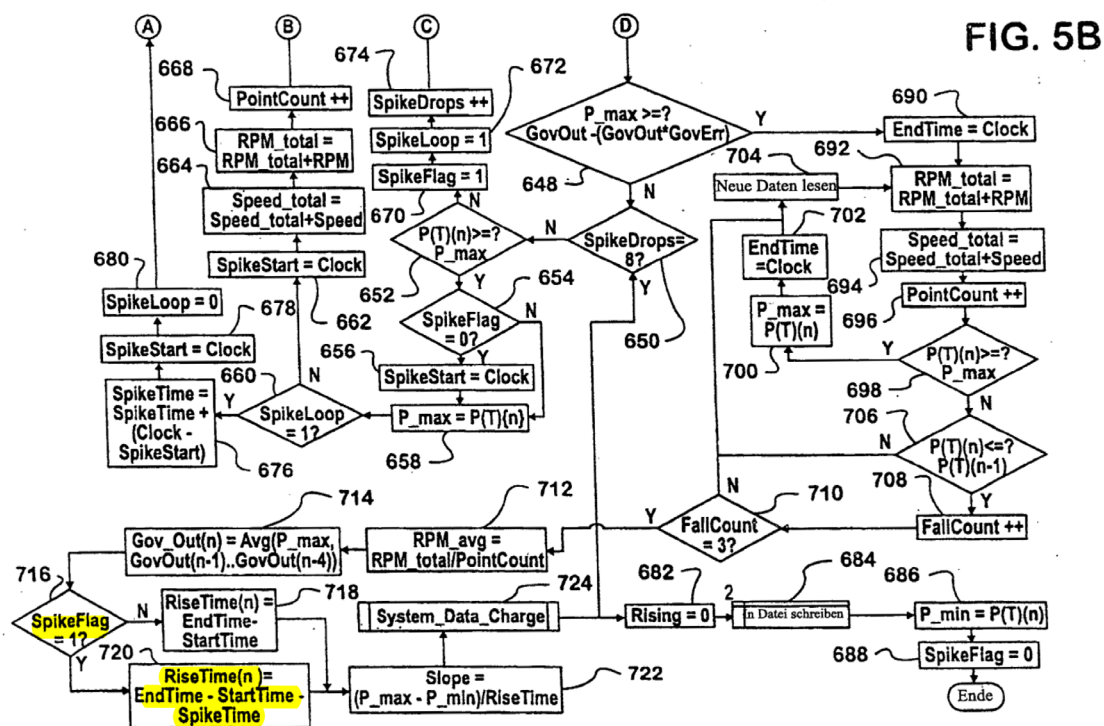 FIG. 5B
A
B
C
D
668
PointCount ++
666
RPM_total =
RPM_total+RPM
664
Speed_total =
Speed_total+Speed
SpikeStart = Clock
662
680
SpikeLoop = 0
678
SpikeStart = Clock
SpikeTime =
SpikeTime +
(Clock -
SpikeStart)
676
Y
660
N
SpikeLoop
= 1?
674
SpikeDrops ++
672
SpikeLoop = 1
SpikeFlag = 1
670
N
P(T)(n)>=?
P_max
652
Y
654
SpikeFlag
= 0?
N
656
Y
SpikeStart = Clock
P_max = P(T){n}
658
P_max >=?
GovOut -(GovOut*GovErr)
Y
648
N
N
SpikeDrops=
8?
Y
650
690
EndTime = Clock
692
704
Neue Daten lesen
RPM_total =
RPM_total+RPM
702
EndTime
=Clock
Speed_total =
Speed_total+Speed
694
P_max =
P(T)(n)
PointCount ++
696
700
Y
P(T)(n)>=?
P_max
698
N
706
N
P(T)(n)<=?
P(T)(n-1)
Y
708
FallCount ++
N
710
Y
FallCount
= 3?
712
RPM_avg =
RPM_total/PointCount
714
Gov_Out(n) = Avg(P_max,
GovOut(n-1)..GovOut(n-4))
716
SpikeFlag
= 1?
N
718
RiseTime(n) =
EndTime-
StartTime
Y
720
RiseTime(n) =
EndTime - StartTime -
SpikeTime
724
System_Data_Charge
Slope =
(P_max - P_min)/RiseTime
722
682
Rising = 0
2
684
In Datei schreiben
686
P_min = P(T)(n)
688
SpikeFlag = 0
Ende